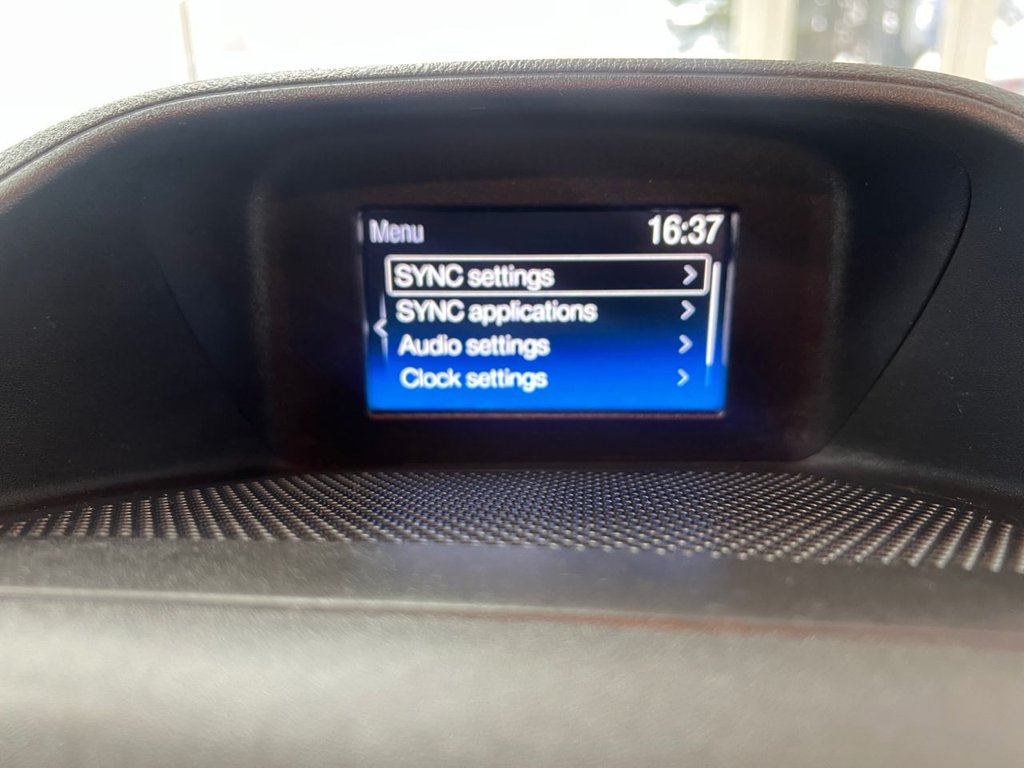 Menu 16:37
SYNC settings
SYNC applications
Audio settings
Clock settings